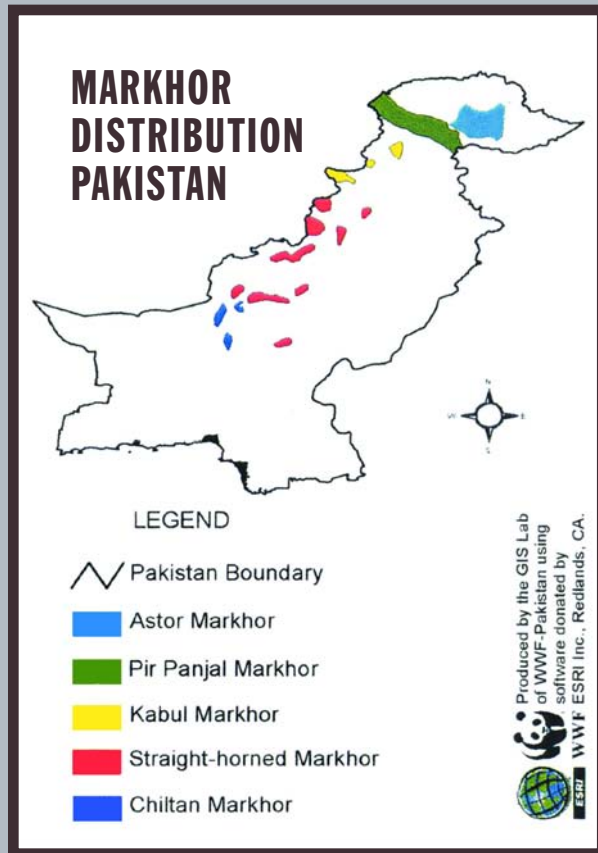 MARKHOR
DISTRIBUTION
PAKISTAN
N
W
E
S
LEGEND
Pakistan Boundary
Astor Markhor
Pir Panjal Markhor
Kabul Markhor
Straight-horned Markhor
Chiltan Markhor
Produced by the GIS Lab
of WWF-Pakistan using
software donated by
ESRI Inc., Redlands, CA.
WWF
ESRI